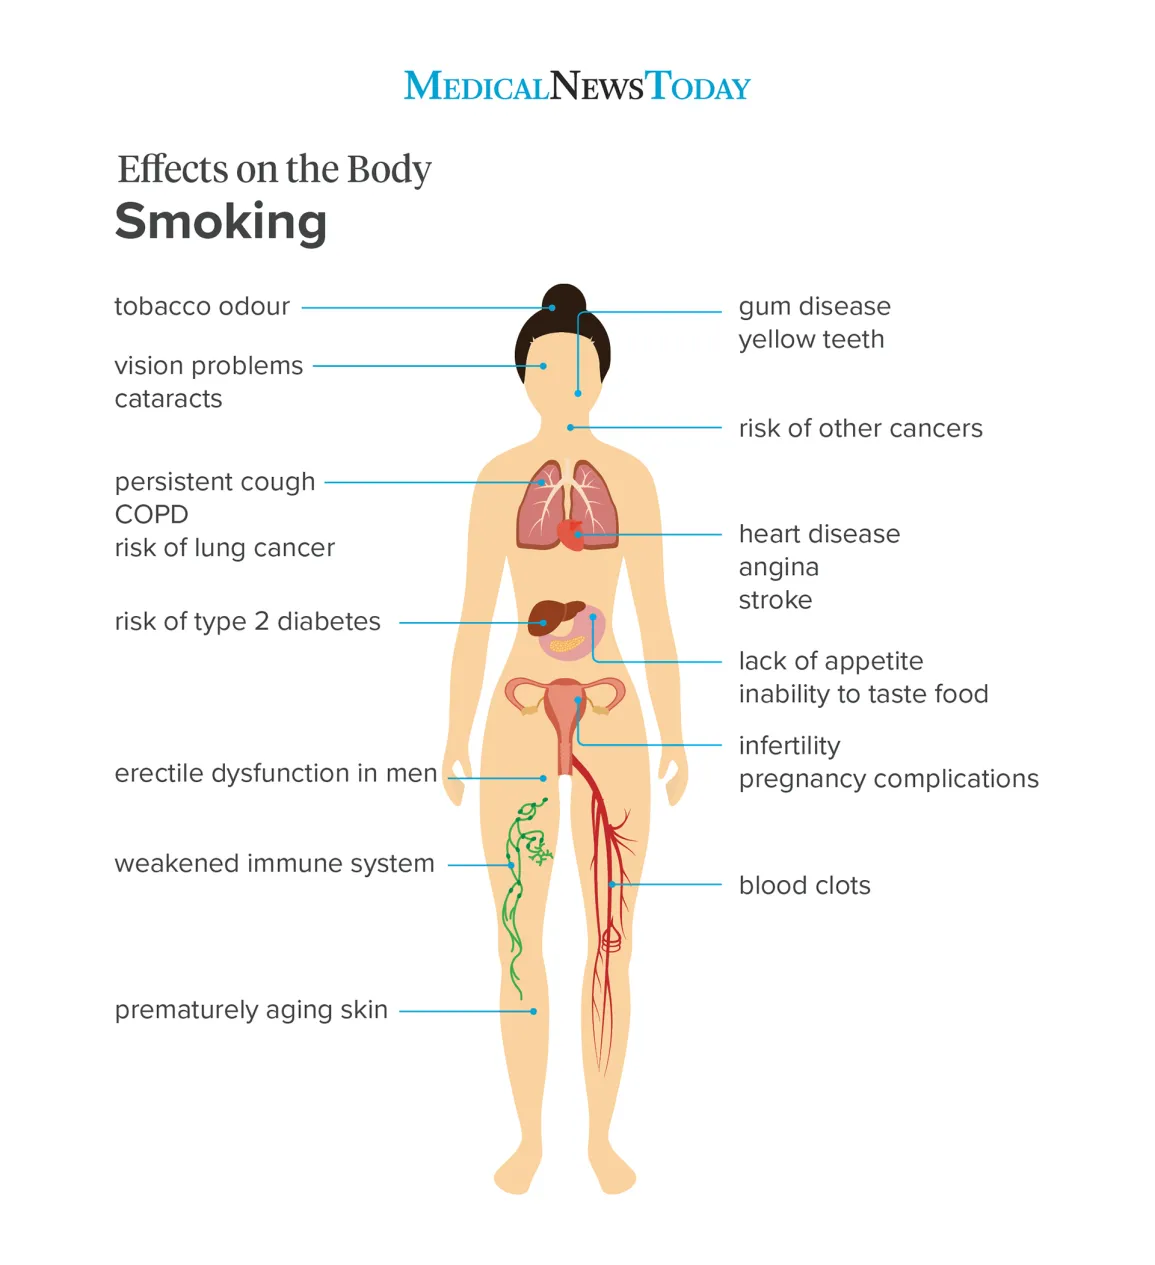 MEDICALNEWSTODAY
Effects on the Body
Smoking
tobacco odour
vision problems
cataracts
persistent cough
COPD
risk of lung cancer
risk of type 2 diabetes
erectile dysfunction in men
weakened immune system
prematurely aging skin
gum disease
yellow teeth
risk of other cancers
heart disease
angina
stroke
lack of appetite
inability to taste food
infertility
pregnancy complications
blood clots